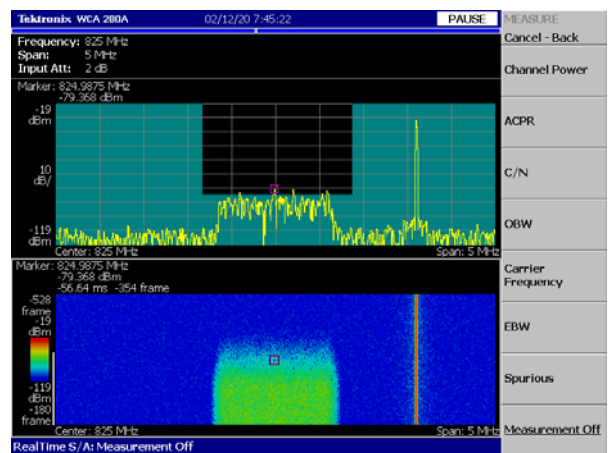 Tektronix WCA 200A 02/12/20 7:45:22 PAUSE MEASURE
Cancel - Back
Frequency: 825 MHz
Span: 5 MHz
Input Att: 2 dB
Channel Power
Marker: 824.9875 MHz
-79.368 dBm
-19
dBm
ACPR
10
dB/
C/N
OBW
-119
dBm
Center: 825 MHz Span: 5 MHz
Marker: 824.9875 MHz
-79.368 dBm
-56.64 ms -354 frame
Carrier
Frequency
-528
frame
-19
dBm
EBW
Spurious
-119
dBm
-180
frame
Center: 825 MHz Span: 5 MHz
Measurement Off
RealTime S/A: Measurement Off